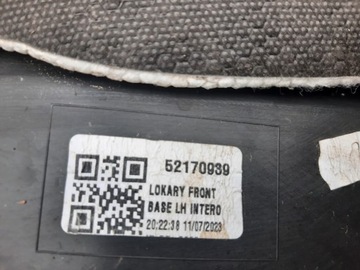 52170939
LOKARY FRONT
BASE LH INTERO
20:22:38 11/07/2023